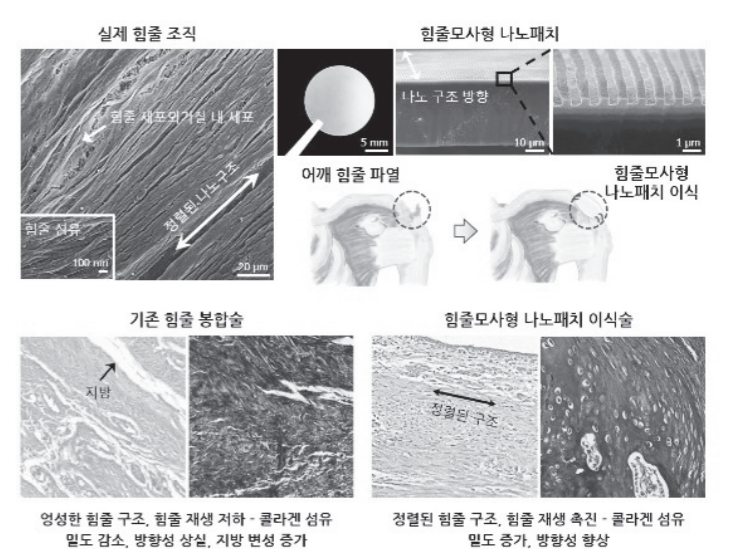 실제 힘줄 조직
힘줄모사형 나노패치
힘줄 세포외기질 내 세포
정렬된 나노구조
힘줄 섬유
100 nm
20 μm
5 mm
나노 구조 방향
10 μm
1 μm
어깨 힘줄 파열
힘줄모사형
나노패치 이식
기존 힘줄 봉합술
힘줄모사형 나노패치 이식술
지방
정렬된 구조
엉성한 힘줄 구조, 힘줄 재생 저하 - 콜라겐 섬유
밀도 감소, 방향성 상실, 지방 변성 증가
정렬된 힘줄 구조, 힘줄 재생 촉진 - 콜라겐 섬유
밀도 증가, 방향성 향상